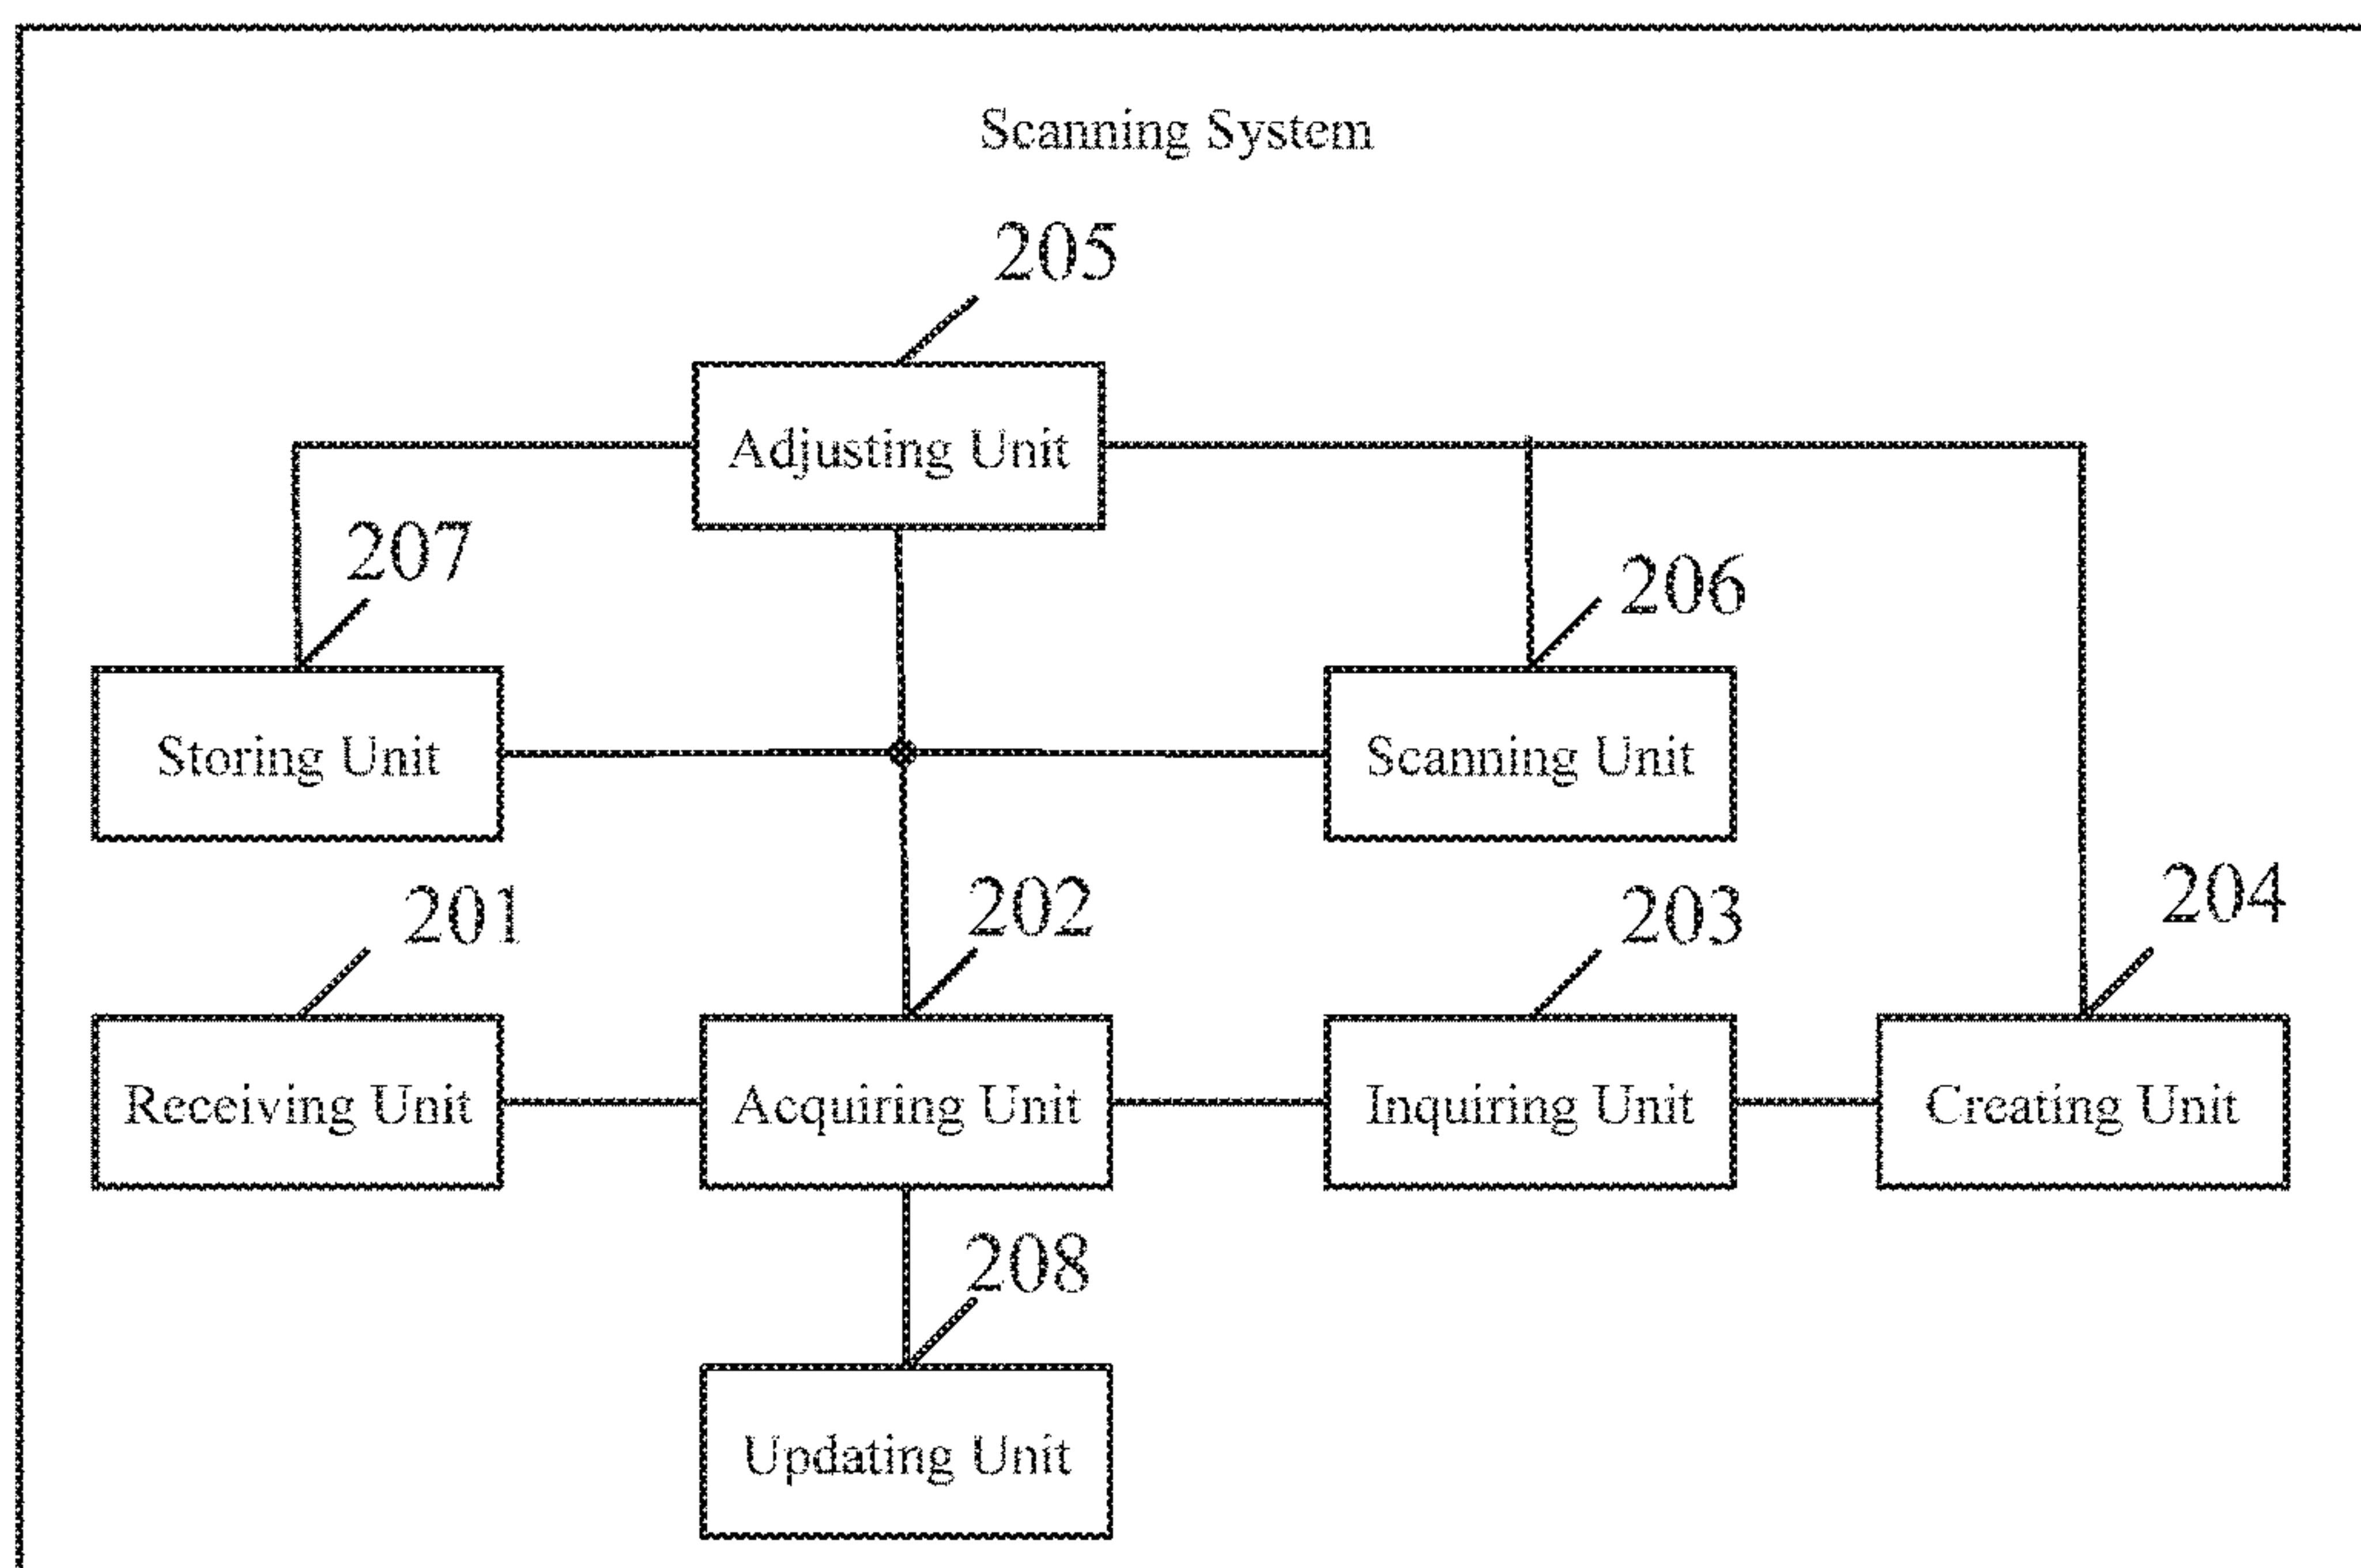 Scanning System
205
Adjusting Unit
207
206
Storing Unit
Scanning Unit
201
202
203
204
Receiving Unit
Acquiring Unit
Inquiring Unit
Creating Unit
208
Updating Unit